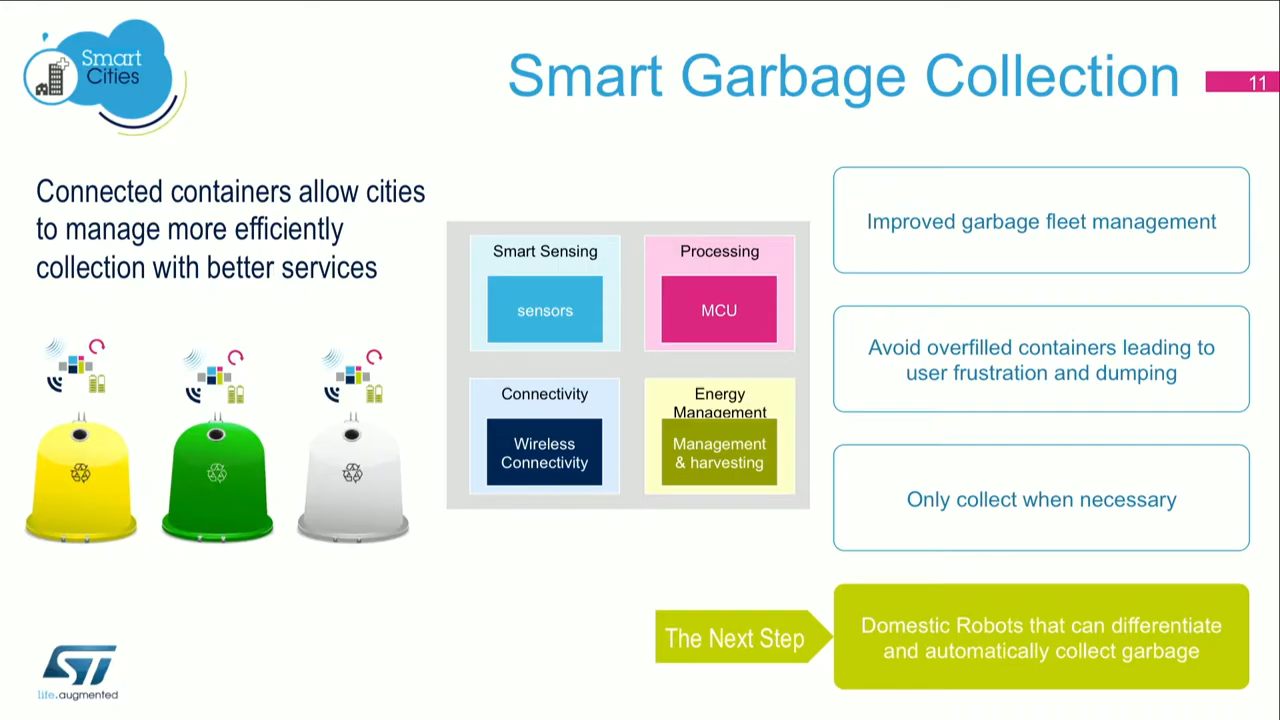 Smart
Cities
Smart Garbage Collection
11
Connected containers allow cities
to manage more efficiently
collection with better services
Smart Sensing
sensors
Processing
MCU
Connectivity
Wireless
Connectivity
Energy
Management
Management
& harvesting
Improved garbage fleet management
Avoid overfilled containers leading to
user frustration and dumping
Only collect when necessary
The Next Step
Domestic Robots that can differentiate
and automatically collect garbage
ST
life.augmented